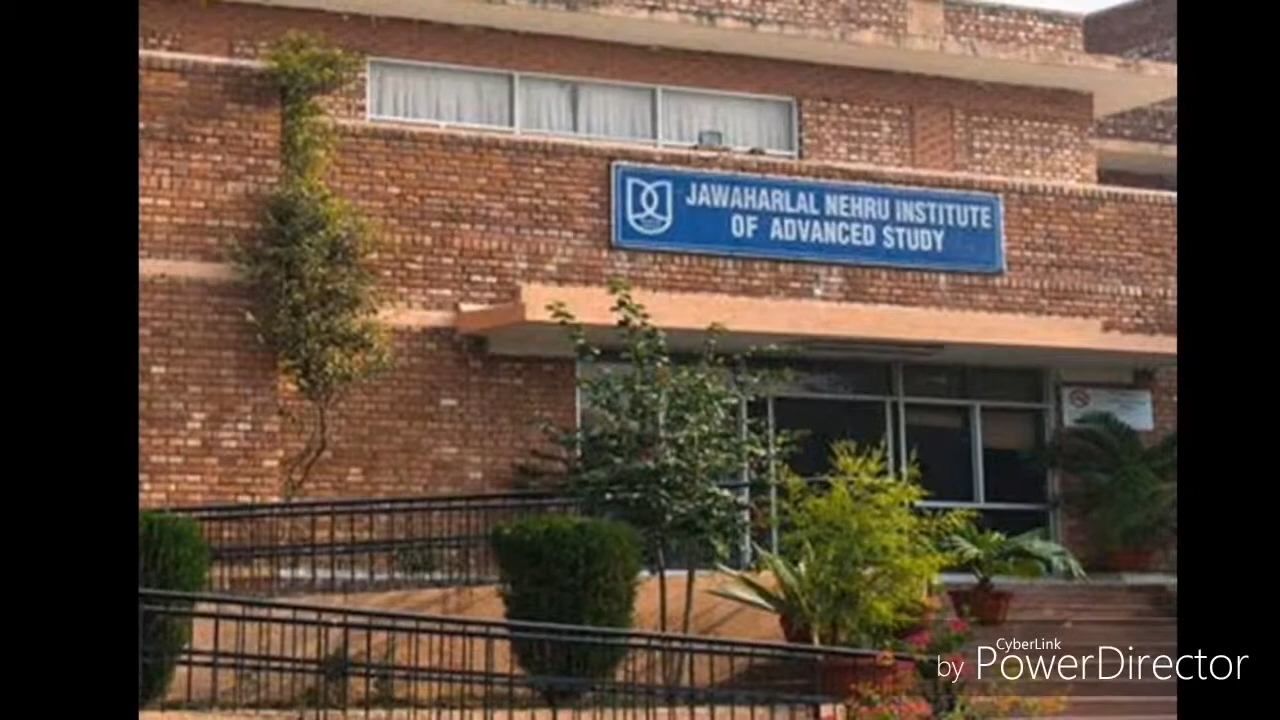 JAWAHARLAL NEHRU INSTITUTE
OF ADVANCED STUDY
CyberLink
by PowerDirector